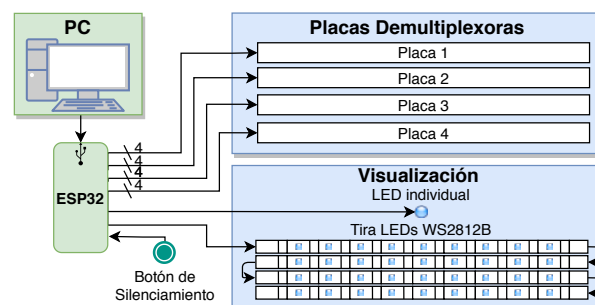 PC
Placas Demultiplexoras
Placa 1
Placa 2
Placa 3
Placa 4
4
4
4
4
ESP32
Visualización
LED individual
Tira LEDs WS2812B
Botón de
Silenciamiento